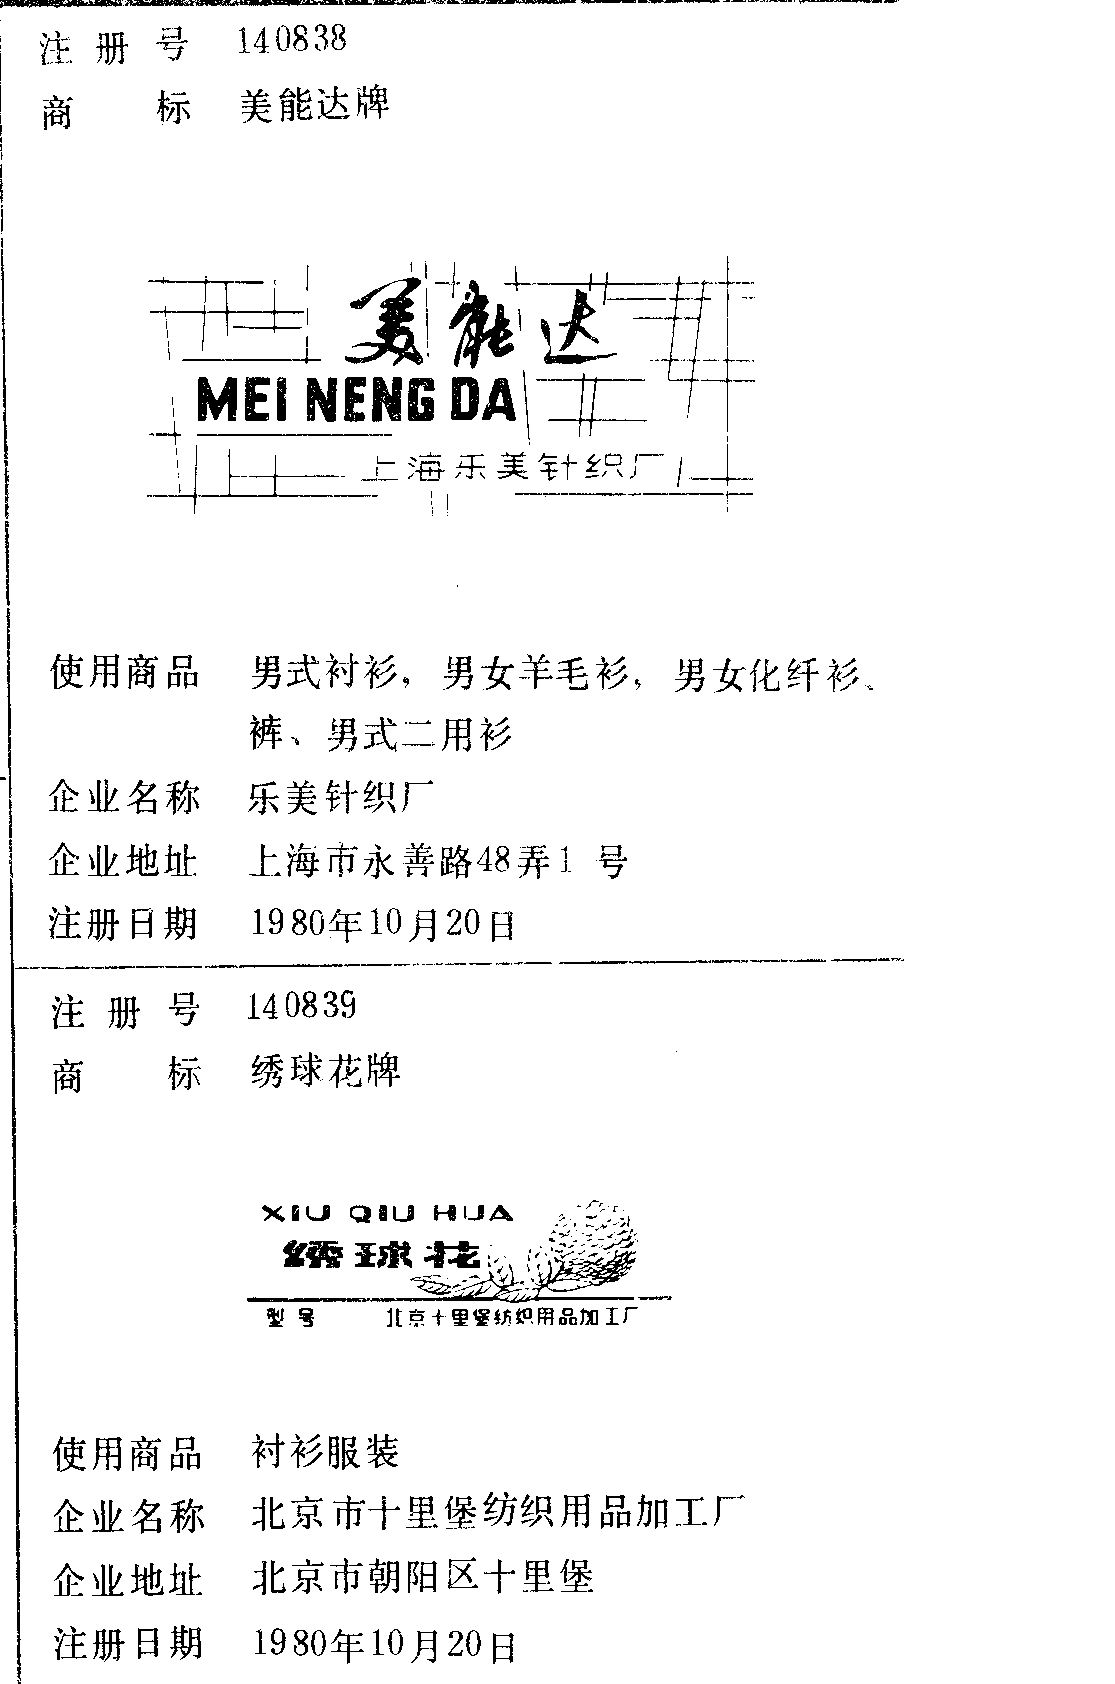 注册号 140838
商标 美能达牌
美能达
MEI NENG DA
上海乐美针织厂
使用商品 男式衬衫，男女羊毛衫，男女化纤衫、
裤、男式二用衫
企业名称 乐美针织厂
企业地址 上海市永善路48弄1 号
注册日期 1980年10月20日
注册号 140839
商标 绣球花牌
XIU QIU HUA
绣球花
型号 北京十里堡纺织用品加工厂
使用商品 衬衫服装
企业名称 北京市十里堡纺织用品加工厂
企业地址 北京市朝阳区十里堡
注册日期 1980年10月20日